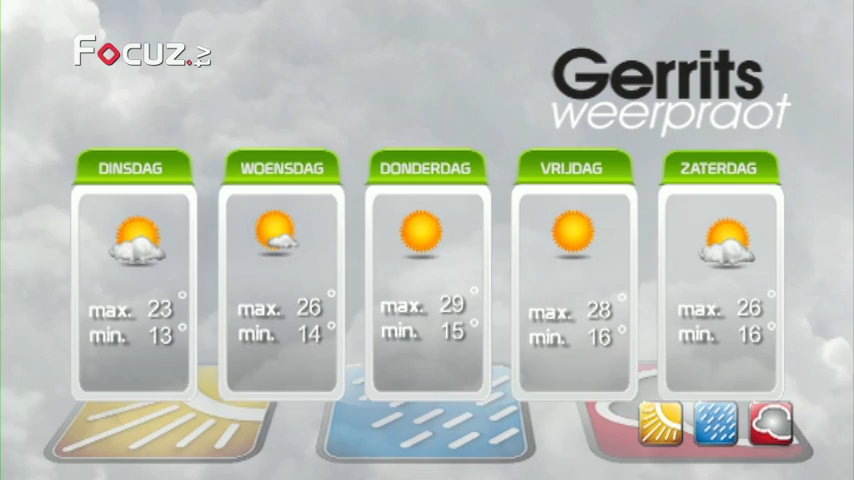 FOCUZ.tv
Gerrits
weerpraot
DINSDAG
max. 23°
min. 13°
WOENSDAG
max. 26°
min. 14°
DONDERDAG
max. 29°
min. 15°
VRIJDAG
max. 28°
min. 16°
ZATERDAG
max. 26°
min. 16°